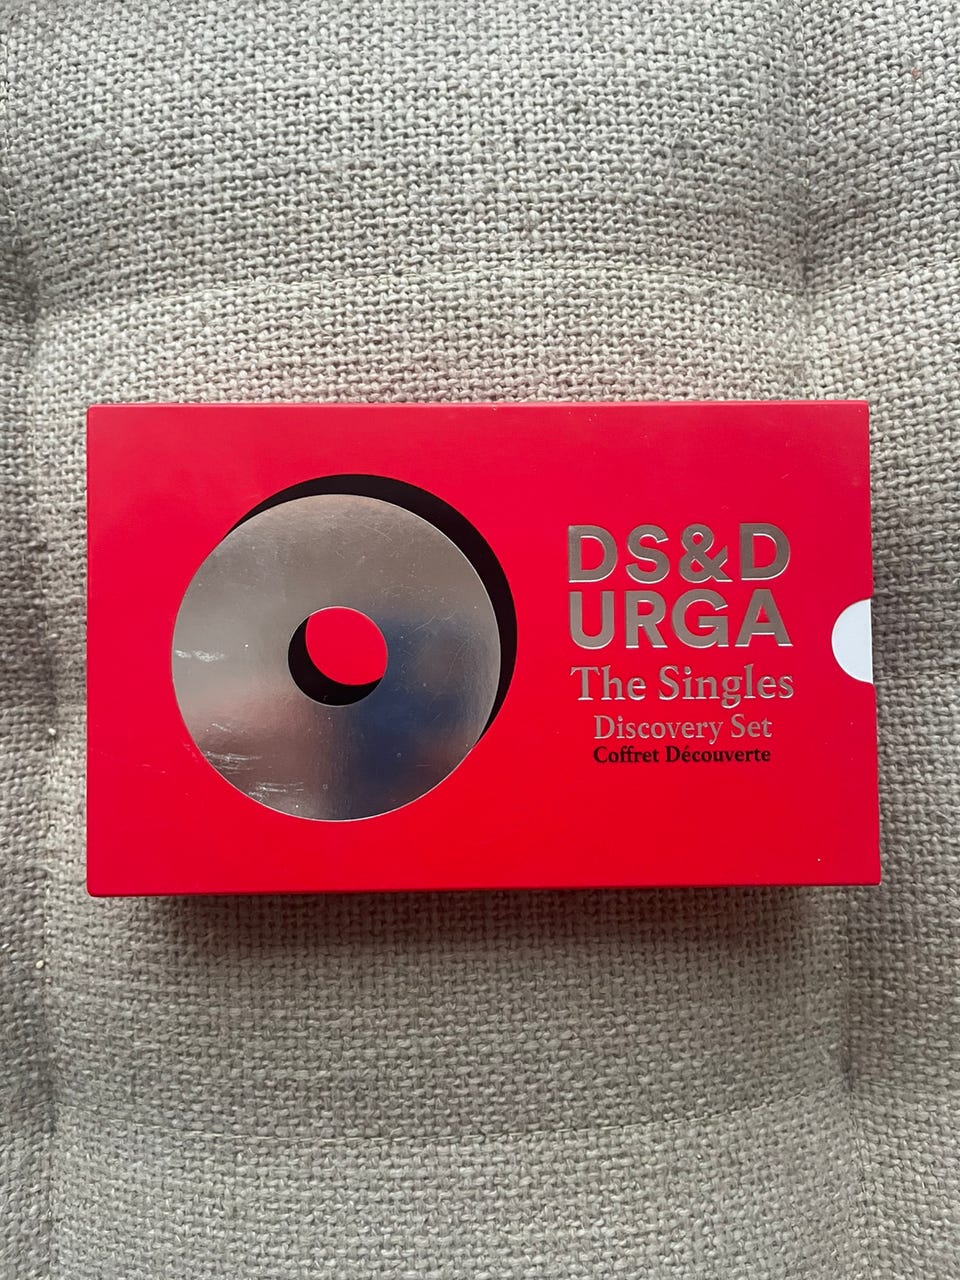 DS&D
URGA
The Singles
Discovery Set
Coffret Découverte